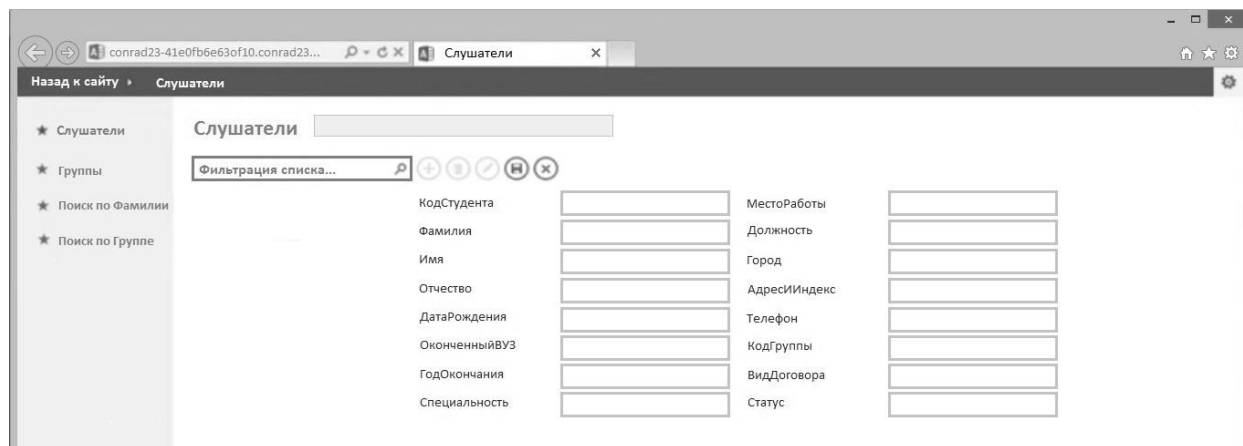 conrad23-41e0fb6e63of10.conrad23... Слушатели
Назад к сайту Слушатели
Слушатели
Группы
Поиск по Фамилии
Поиск по Группе
Слушатели
Фильтрация списка...
КодСтудента МестоРаботы
Фамилия Должность
Имя Город
Отчество АдресИИндекс
ДатаРождения Телефон
ОконченныйВУЗ КодГруппы
ГодОкончания ВидДоговора
Специальность Статус